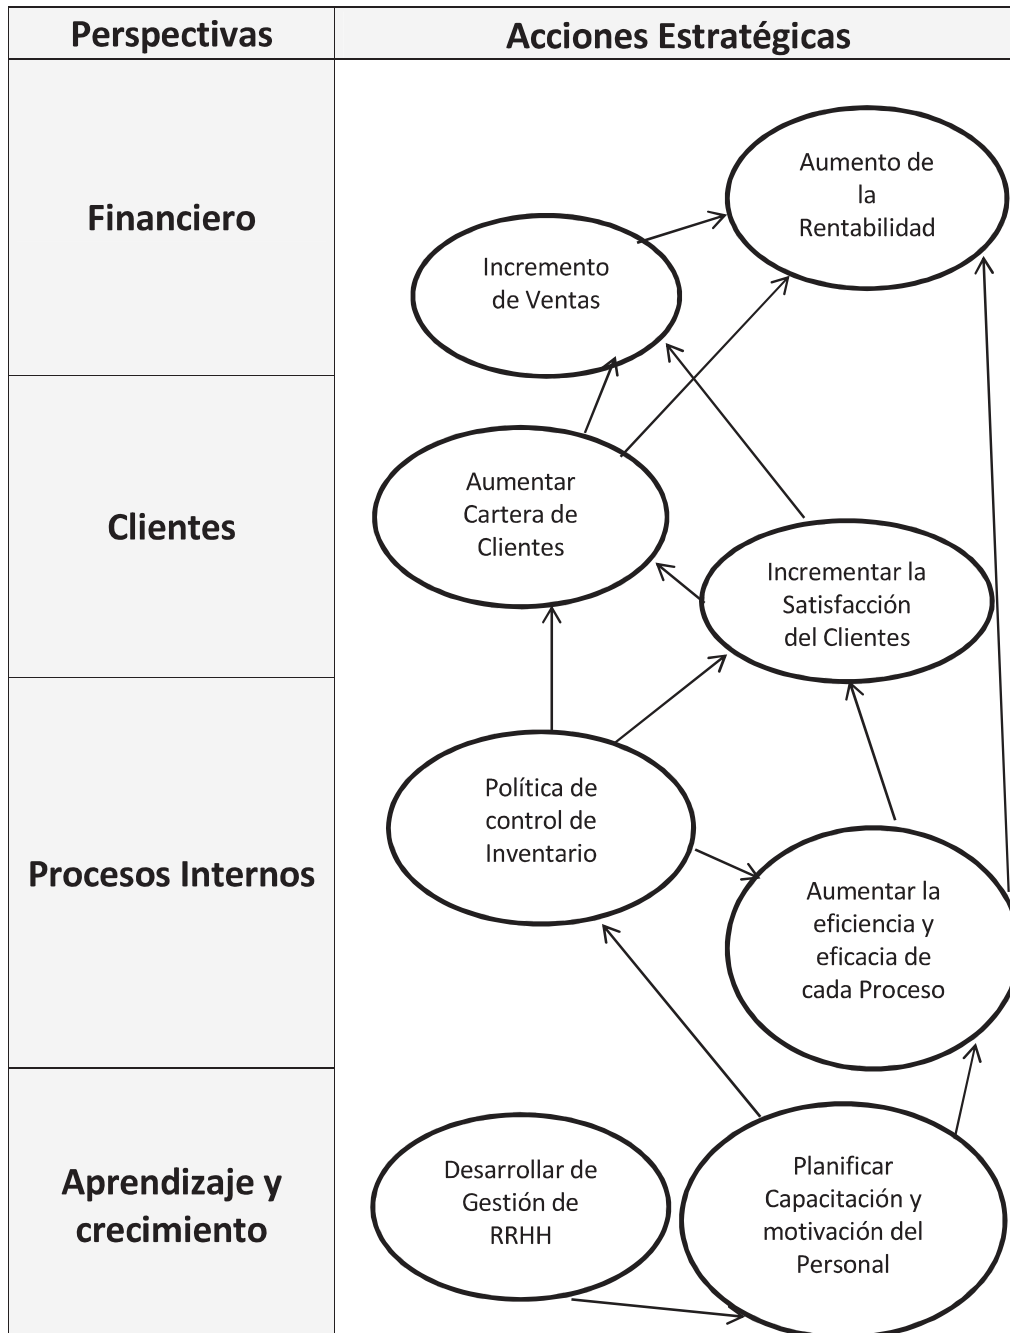 Perspectivas
Acciones Estratégicas
Financiero
Aumento de
la
Rentabilidad
Incremento
de Ventas
Clientes
Aumentar
Cartera de
Clientes
Incrementar la
Satisfacción
del Clientes
Procesos Internos
Política de
control de
Inventario
Aumentar la
eficiencia y
eficacia de
cada Proceso
Aprendizaje y
crecimiento
Desarrollar de
Gestión de
RRHH
Planificar
Capacitación y
motivación del
Personal